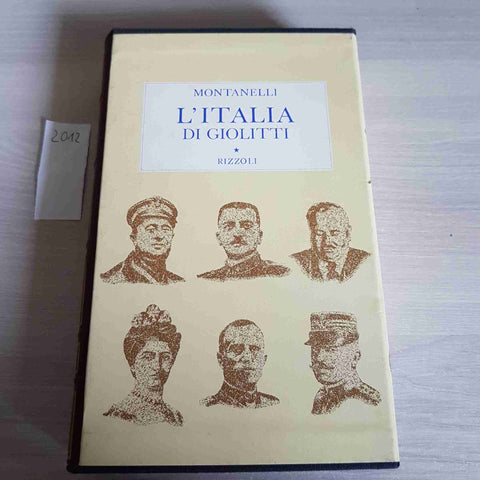 MONTANELLI
L'ITALIA
DI GIOLITTI
★
RIZZOLI
2012